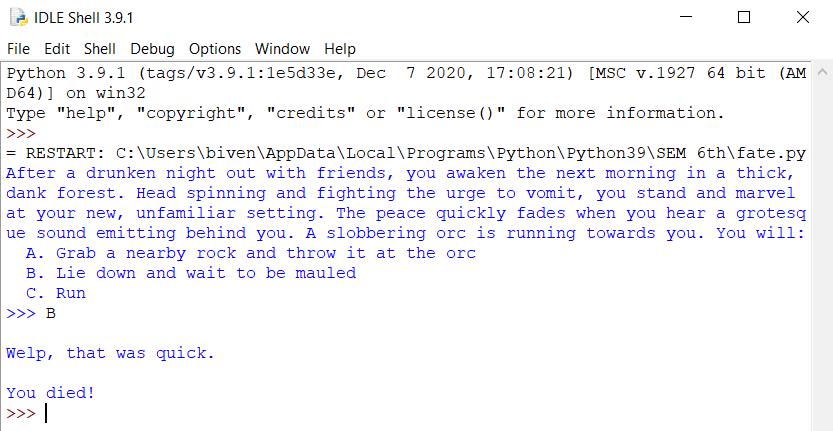 IDLE Shell 3.9.1
File Edit Shell Debug Options Window Help
Python 3.9.1 (tags/v3.9.1:1e5d33e, Dec  7 2020, 17:08:21) [MSC v.1927 64 bit (AM
D64)] on win32
Type "help", "copyright", "credits" or "license()" for more information.
>>>
= RESTART: C:\Users\biven\AppData\Local\Programs\Python\Python39\SEM 6th\fate.py
After a drunken night out with friends, you awaken the next morning in a thick,
dank forest. Head spinning and fighting the urge to vomit, you stand and marvel
at your new, unfamiliar setting. The peace quickly fades when you hear a grotesq
ue sound emitting behind you. A slobbering orc is running towards you. You will:
  A. Grab a nearby rock and throw it at the orc
  B. Lie down and wait to be mauled
  C. Run
>>> B
Welp, that was quick.
You died!
>>>